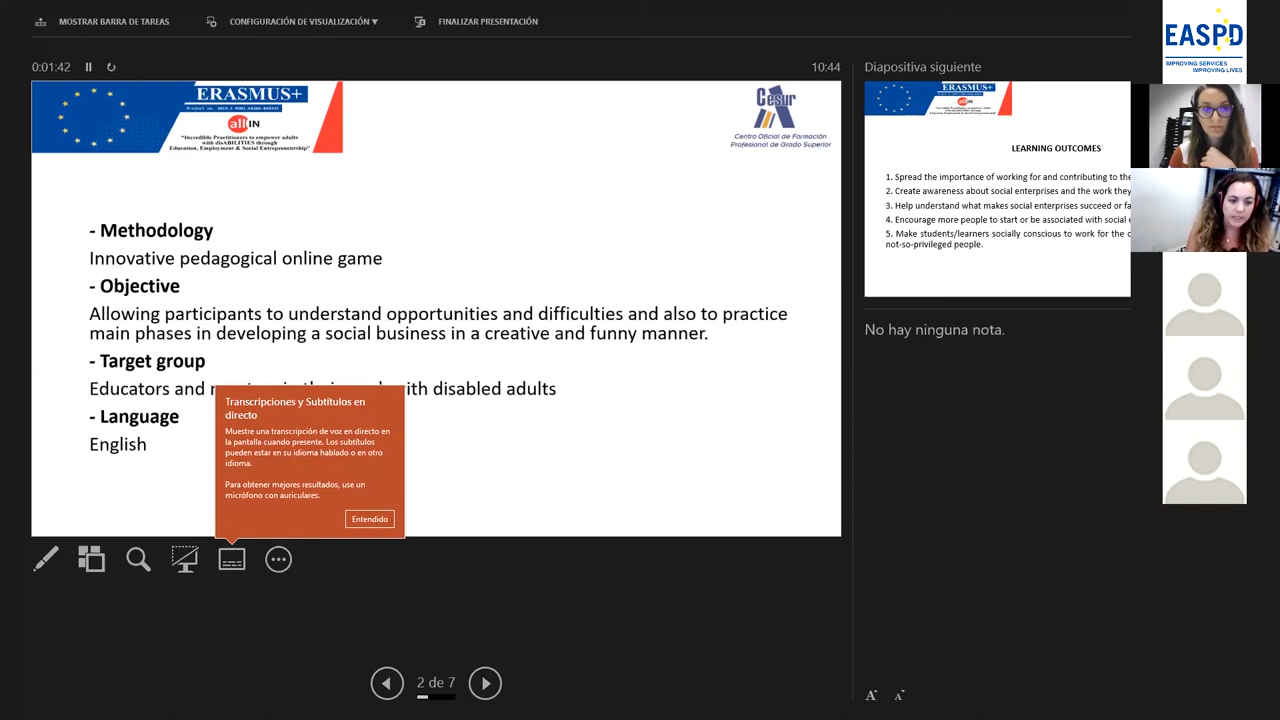 MOSTRAR BARRA DE TAREAS
CONFIGURACIÓN DE VISUALIZACIÓN ▼
FINALIZAR PRESENTACIÓN
0:01:42
10:44
ERASMUS+
all IN
"Incredible Practitioners to empower adults
with disABILITIES through
Education, Employment & Social Entrepreneurship"
Cesur
Centro Oficial de Formación
Profesional de Grado Superior
- Methodology
Innovative pedagogical online game
- Objective
Allowing participants to understand opportunities and difficulties and also to practice
main phases in developing a social business in a creative and funny manner.
- Target group
Educators and with disabled adults
- Language
English
Transcripciones y Subtítulos en
directo
Muestre una transcripción de voz en directo en
la pantalla cuando presente. Los subtítulos
pueden estar en su idioma hablado o en otro
idioma.
Para obtener mejores resultados, use un
micrófono con auriculares.
Entendido
2 de 7
Diapositiva siguiente
ERASMUS+
all IN
LEARNING OUTCOMES
1. Spread the importance of working for and contributing to the
2. Create awareness about social enterprises and the work they
3. Help understand what makes social enterprises succeed or fa
4. Encourage more people to start or be associated with social e
5. Make students/learners socially conscious to work for the c
not-so-privileged people.
No hay ninguna nota.
A
A
EASPD
IMPROVING SERVICES
IMPROVING LIVES